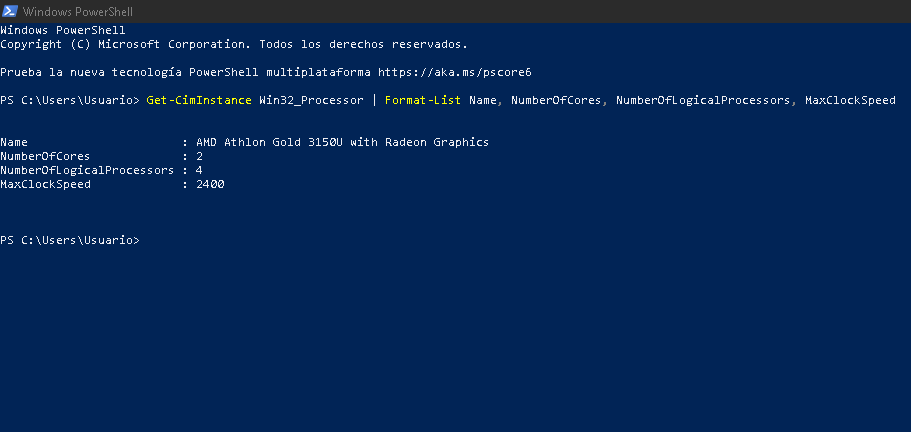 Windows PowerShell
Windows PowerShell
Copyright (C) Microsoft Corporation. Todos los derechos reservados.
Prueba la nueva tecnología PowerShell multiplataforma https://aka.ms/pscore6
PS C:\Users\Usuario> Get-CimInstance Win32_Processor | Format-List Name, NumberOfCores, NumberOfLogicalProcessors, MaxClockSpeed
Name                      : AMD Athlon Gold 3150U with Radeon Graphics
NumberOfCores             : 2
NumberOfLogicalProcessors : 4
MaxClockSpeed             : 2400
PS C:\Users\Usuario>